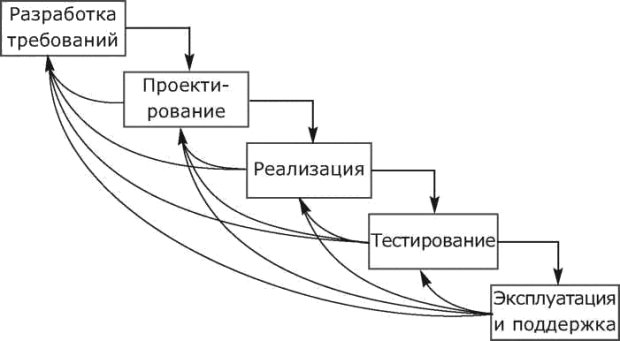 Разработка
требований
Проекти-
рование
Реализация
Тестирование
Эксплуатация
и поддержка